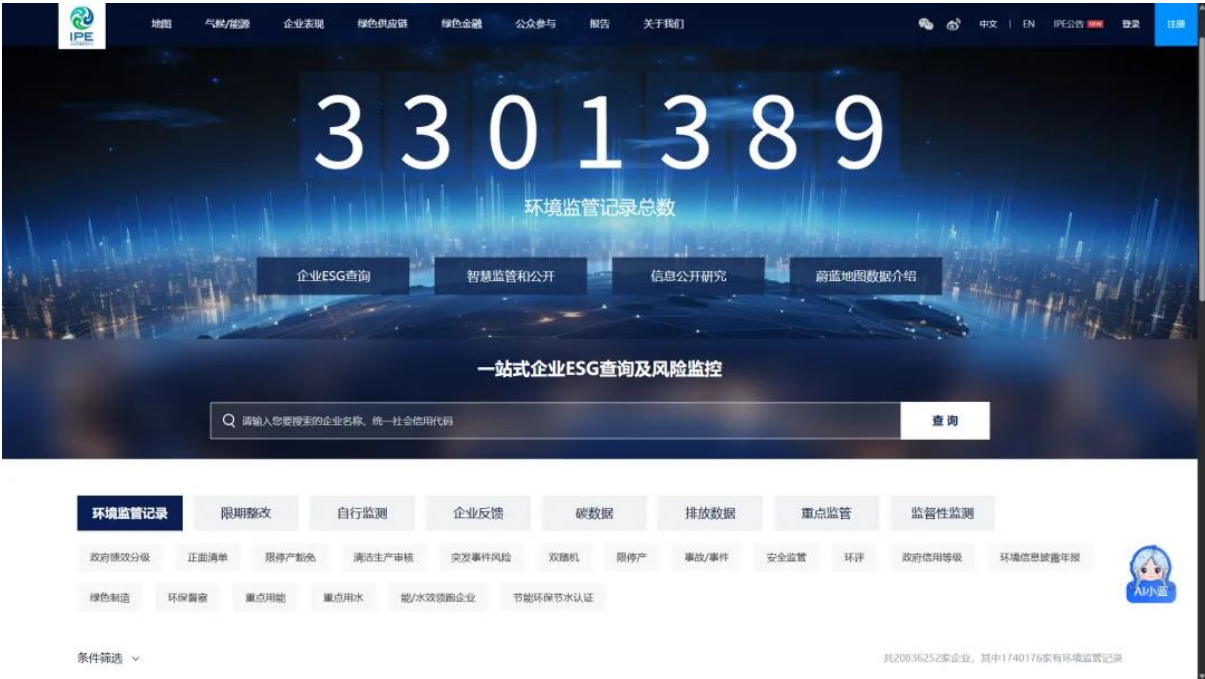 IPE 地图 气候/能源 企业表现 绿色供应链 绿色金融 公众参与 报告 关于我们 中文 | EN IPE公告 NEW 登录 注册
3301389
环境监管记录总数
企业ESG查询 智慧监管和公开 信息公开研究 蔚蓝地图数据介绍
一站式企业ESG查询及风险监控
请输入您要搜索的企业名称、统一社会信用代码 查询
环境监管记录 限期整改 自行监测 企业反馈 碳数据 排放数据 重点监管 监督性监测
政府绩效分级 正面清单 限停产豁免 清洁生产审核 突发事件风险 双随机 限停产 事故/事件 安全监管 环评 政府信用等级 环境信息披露年报
绿色制造 环保督察 重点用能 重点用水 能/水效领跑企业 节能环保节水认证
AI小蓝
条件筛选 共20836252家企业，其中1740176家有环境监管记录